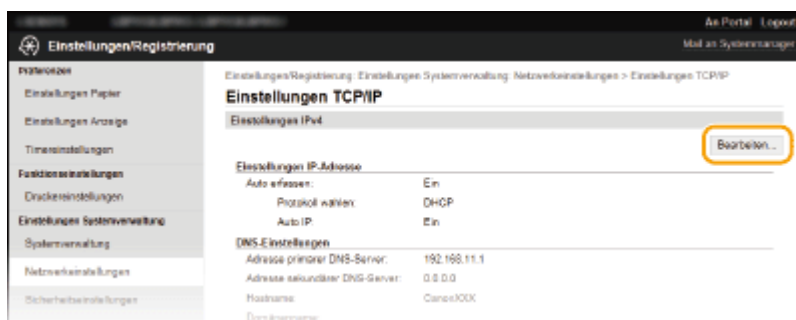 An Portal Logout
Einstellungen/Registrierung
Mail an Systemmanager
Präferenzen
Einstellungen Papier
Einstellungen Anzeige
Timereinstellungen
Funktionseinstellungen
Druckereinstellungen
Einstellungen Systemverwaltung
Systemverwaltung
Netzwerkeinstellungen
Sicherheitseinstellungen
Einstellungen/Registrierung: Einstellungen Systemverwaltung: Netzwerkeinstellungen > Einstellungen TCP/IP
Einstellungen TCP/IP
Einstellungen IPv4
Bearbeiten...
Einstellungen IP-Adresse
Auto erfassen: Ein
Protokoll wählen: DHCP
Auto IP: Ein
DNS-Einstellungen
Adresse primärer DNS-Server: 192.168.11.1
Adresse sekundärer DNS-Server: 0.0.0.0
Hostname: CanonXXX
Domänenname: